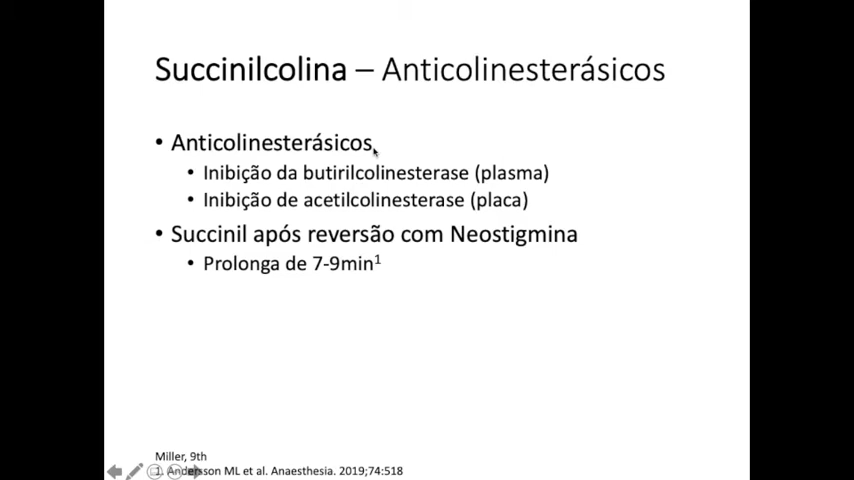 Succinilcolina – Anticolinesterásicos
• Anticolinesterásicos
• Inibição da butirilcolinesterase (plasma)
• Inibição de acetilcolinesterase (placa)
• Succinil após reversão com Neostigmina
• Prolonga de 7-9min¹
Miller, 9th
1. Andersson ML et al. Anaesthesia. 2019;74:518